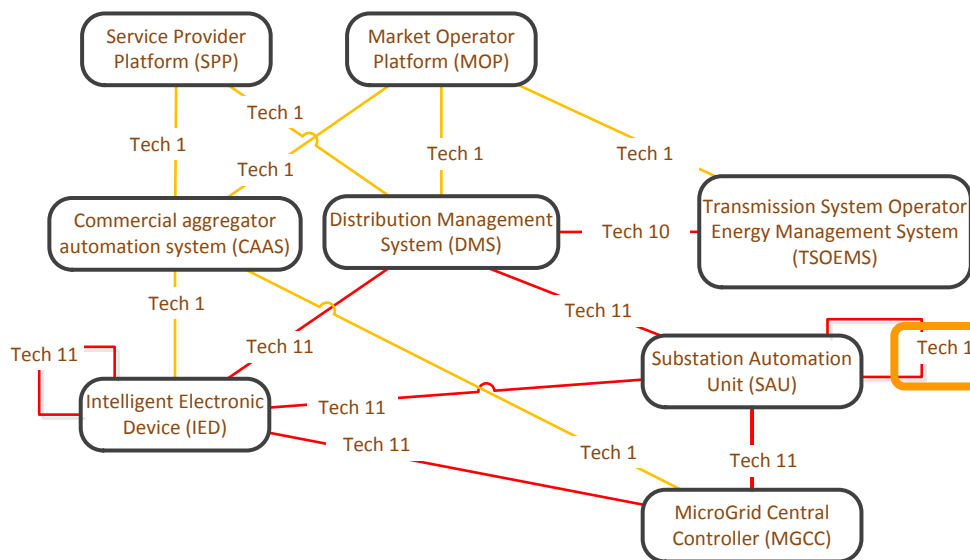 Service Provider
Platform (SPP)
Market Operator
Platform (MOP)
Tech 1
Tech 1
Tech 1
Tech 1
Tech 1
Commercial aggregator
automation system (CAAS)
Distribution Management
System (DMS)
Tech 10
Transmission System Operator
Energy Management System
(TSOEMS)
Tech 1
Tech 11
Tech 11
Tech 11
Tech 1
Substation Automation
Unit (SAU)
Intelligent Electronic
Device (IED)
Tech 11
Tech 11
Tech 1
Tech 11
MicroGrid Central
Controller (MGCC)